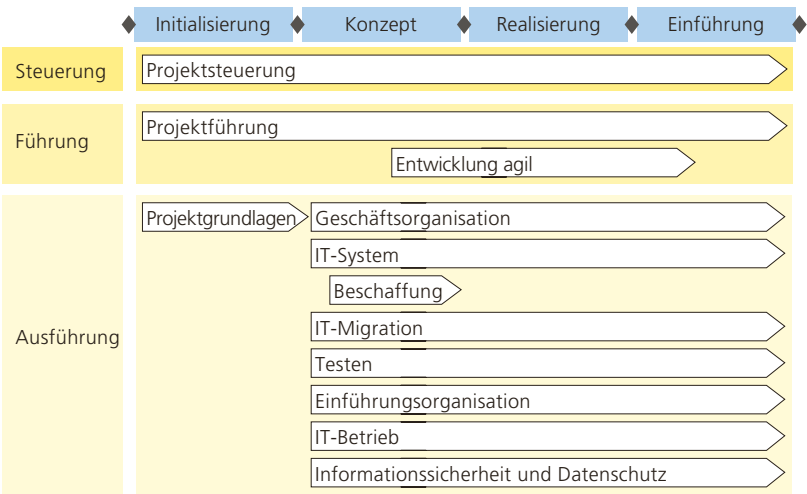 Initialisierung Konzept Realisierung Einführung
Steuerung Projektsteuerung
Führung Projektführung
Entwicklung agil
Ausführung
Projektgrundlagen Geschäftsorganisation
IT-System
Beschaffung
IT-Migration
Testen
Einführungsorganisation
IT-Betrieb
Informationssicherheit und Datenschutz